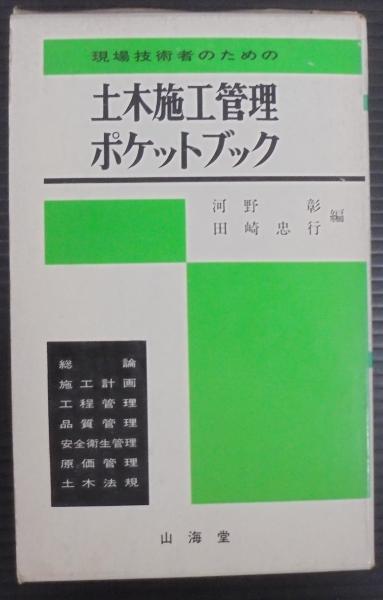 現場技術者のための
土木施工管理
ポケットブック
河野 彰
田崎忠行
編
総論
施工計画
工程管理
品質管理
安全衛生管理
原価管理
土木法規
山海堂